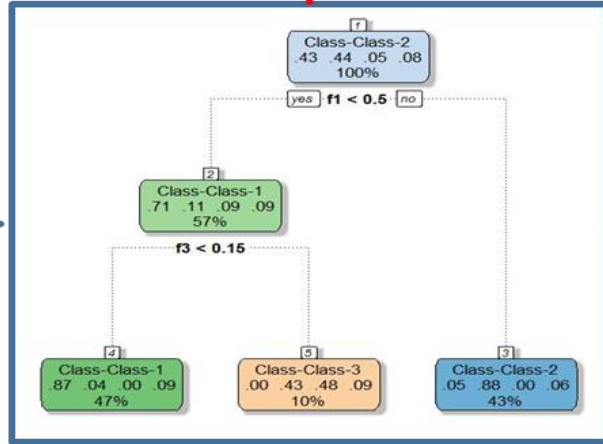 1
Class-Class-2
.43 .44 .05 .08
100%
yes f1 < 0.5 no
2
Class-Class-1
.71 .11 .09 .09
57%
f3 < 0.15
4
Class-Class-1
.87 .04 .00 .09
47%
5
Class-Class-3
.00 .43 .48 .09
10%
3
Class-Class-2
.05 .88 .00 .06
43%